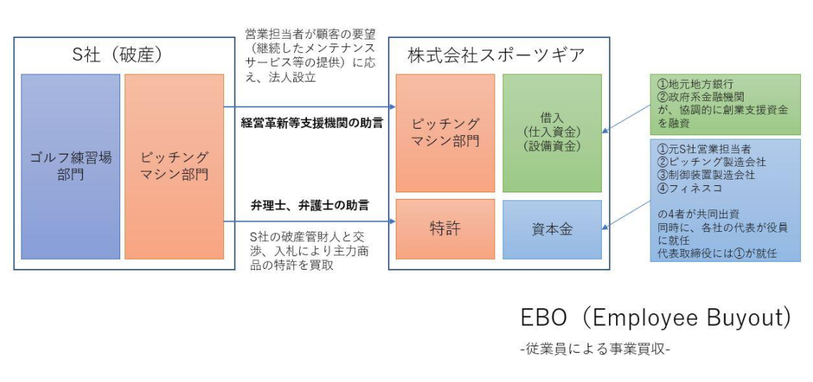 S社（破産）
ゴルフ練習場
部門
ピッチング
マシン部門
営業担当者が顧客の要望
（継続したメンテナンス
サービス等の提供）に応
え、法人設立
経営革新等支援機関の助言
弁理士、弁護士の助言
S社の破産管財人と交
渉、入札により主力商
品の特許を買取
株式会社スポーツギア
ピッチング
マシン部門
借入
（仕入資金）
（設備資金）
特許
資本金
①地元地方銀行
②政府系金融機関
が、協調的に創業支援資金
を融資
①元S社営業担当者
②ピッチング製造会社
③制御装置製造会社
④フィネスコ
の4者が共同出資
同時に、各社の代表が役員
に就任
代表取締役には①が就任
EBO（Employee Buyout)
-従業員による事業買収-